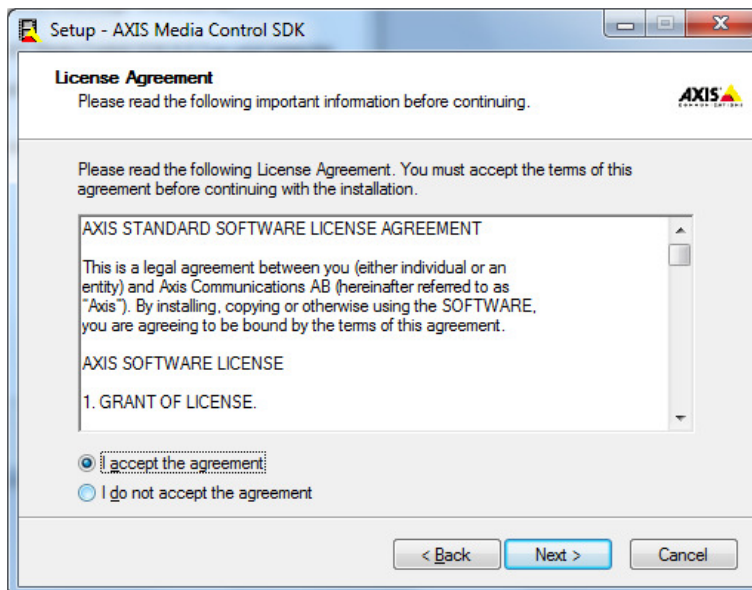 Setup - AXIS Media Control SDK
License Agreement
Please read the following important information before continuing.
AXIS
COMMUNICATIONS
Please read the following License Agreement. You must accept the terms of this
agreement before continuing with the installation.
AXIS STANDARD SOFTWARE LICENSE AGREEMENT
This is a legal agreement between you (either individual or an
entity) and Axis Communications AB (hereinafter referred to as
"Axis"). By installing, copying or otherwise using the SOFTWARE,
you are agreeing to be bound by the terms of this agreement.
AXIS SOFTWARE LICENSE
1. GRANT OF LICENSE.
I accept the agreement
I do not accept the agreement
< Back
Next >
Cancel